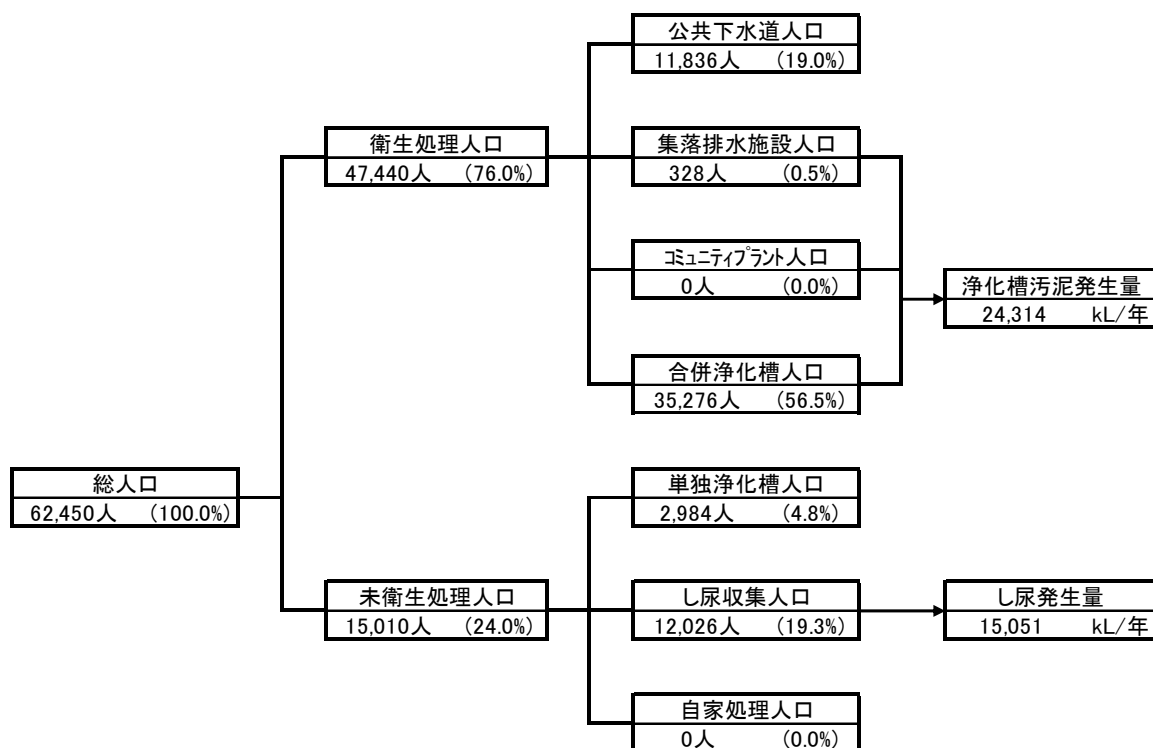 公共下水道人口
11,836人 (19.0%)
衛生処理人口
47,440人 (76.0%)
集落排水施設人口
328人 (0.5%)
コミュニティプラント人口
0人 (0.0%)
浄化槽汚泥発生量
24,314 kL/年
合併浄化槽人口
35,276人 (56.5%)
総人口
62,450人 (100.0%)
単独浄化槽人口
2,984人 (4.8%)
未衛生処理人口
15,010人 (24.0%)
し尿収集人口
12,026人 (19.3%)
し尿発生量
15,051 kL/年
自家処理人口
0人 (0.0%)